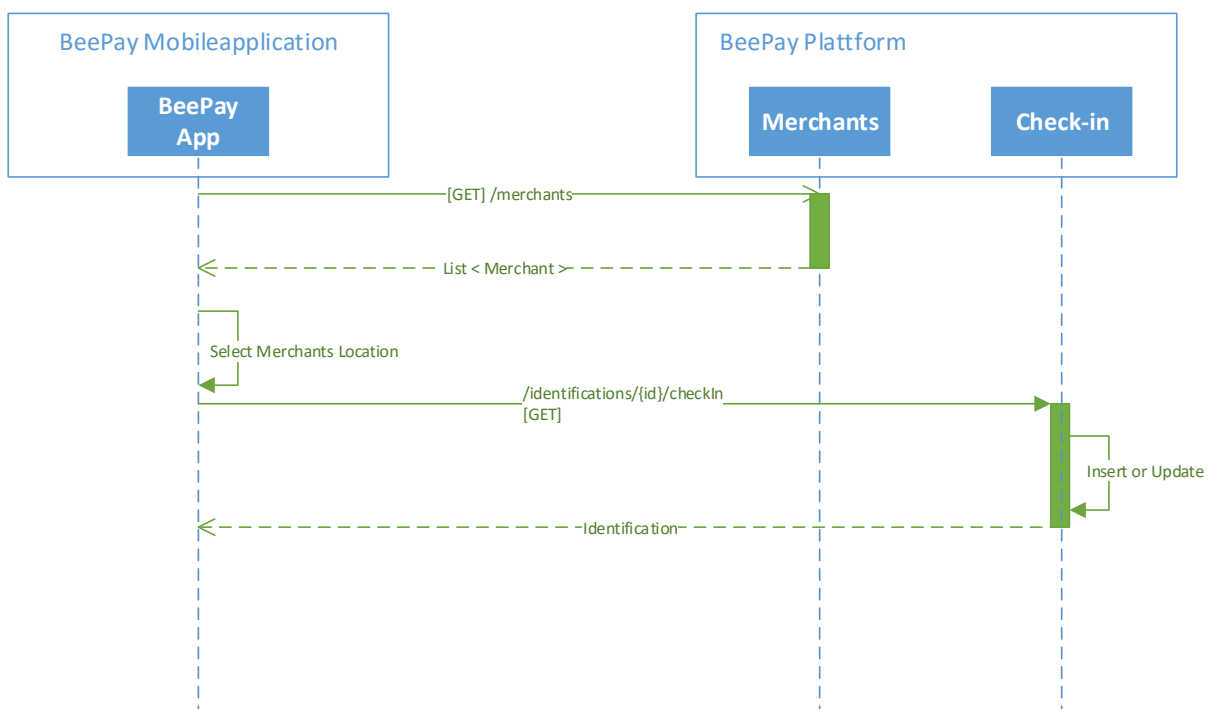 BeePay Mobileapplication
BeePay Plattform
BeePay
App
Merchants
Check-in
[GET] /merchants
List < Merchant >
Select Merchants Location
/identifications/{id}/checkIn
[GET]
Insert or Update
Identification